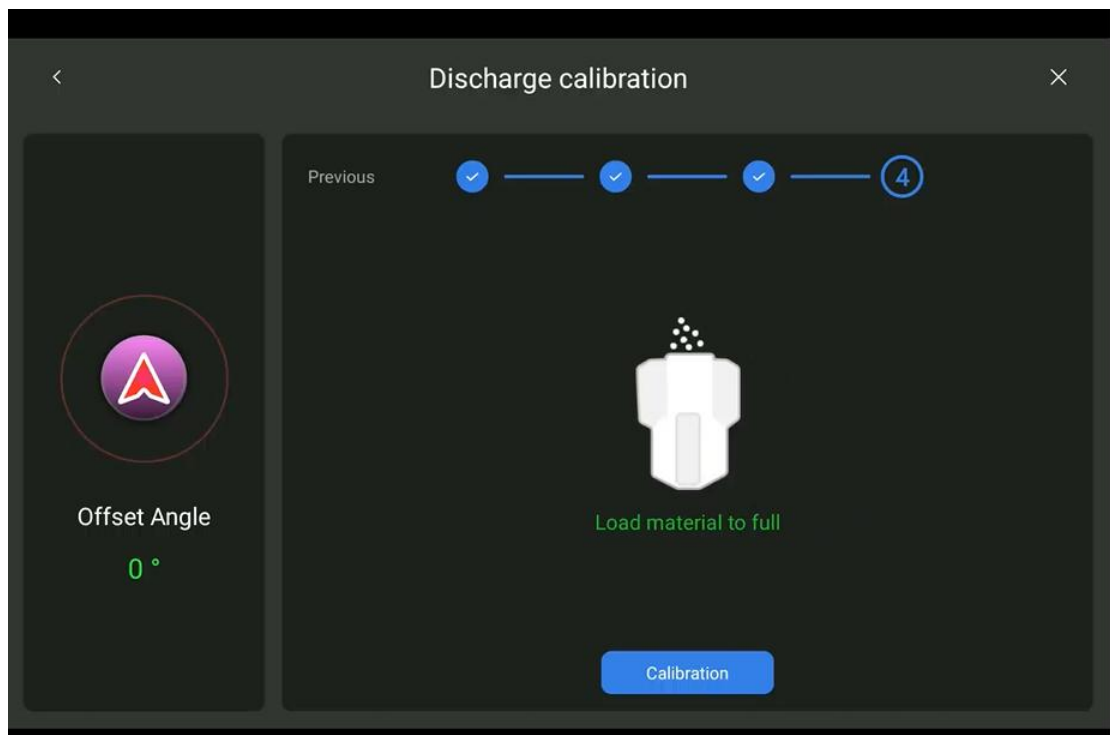 Discharge calibration
Previous
4
Load material to full
Offset Angle
0 °
Calibration